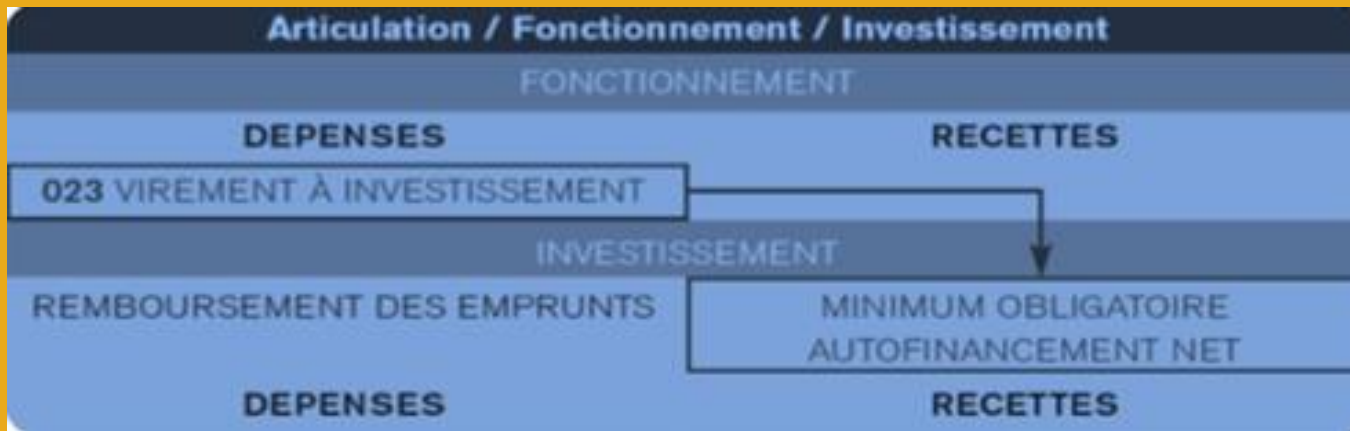 Articulation / Fonctionnement / Investissement
FONCTIONNEMENT
DEPENSES RECETTES
023 VIREMENT À INVESTISSEMENT
INVESTISSEMENT
REMBOURSEMENT DES EMPRUNTS
MINIMUM OBLIGATOIRE
AUTOFINANCEMENT NET
DEPENSES RECETTES